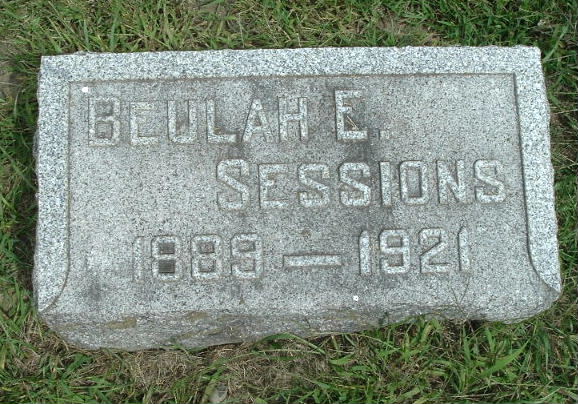 BEULAH E.
SESSIONS
1889 — 1921